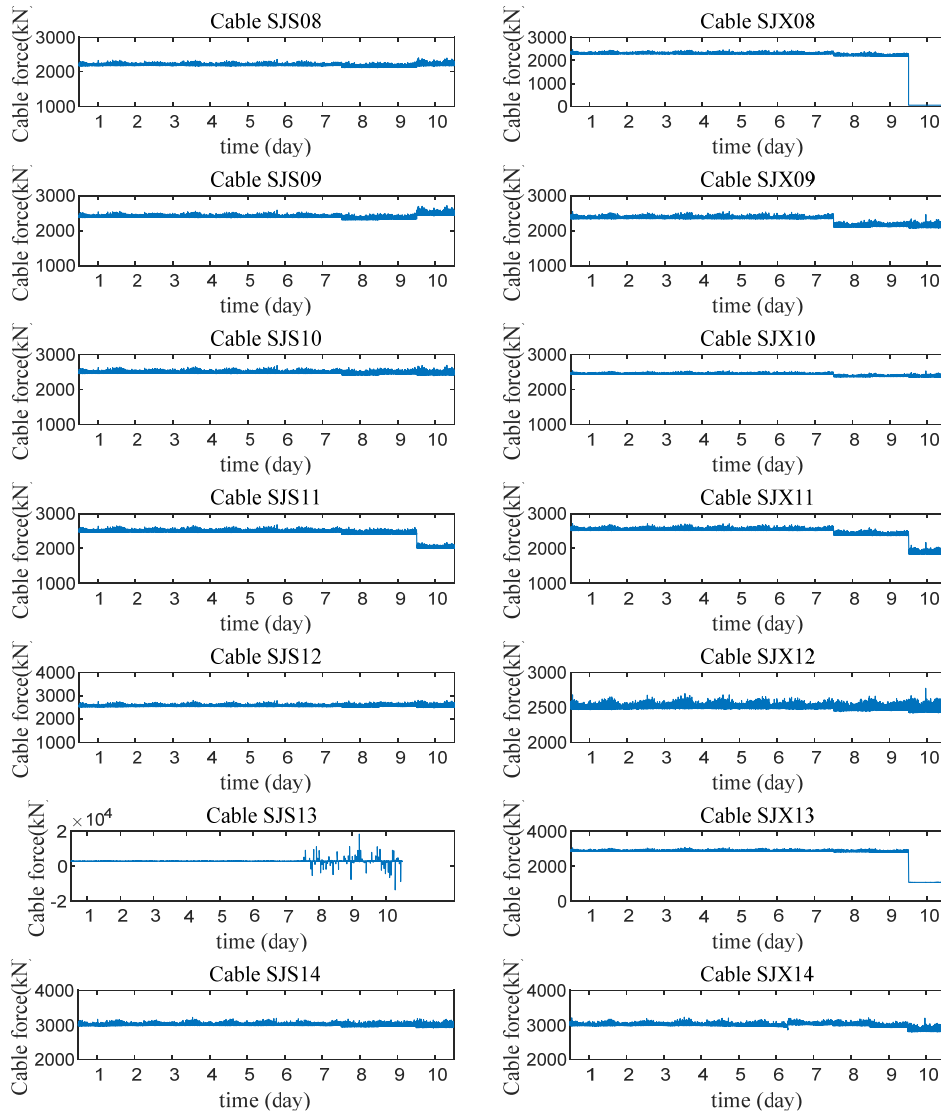 Cable SJS08
Cable force(kN)
3000
2000
1000
1 2 3 4 5 6 7 8 9 10
time (day)
Cable SJX08
Cable force(kN)
3000
2000
1000
0
1 2 3 4 5 6 7 8 9 10
time (day)
Cable SJS09
Cable force(kN)
3000
2000
1000
1 2 3 4 5 6 7 8 9 10
time (day)
Cable SJX09
Cable force(kN)
3000
2000
1000
1 2 3 4 5 6 7 8 9 10
time (day)
Cable SJS10
Cable force(kN)
3000
2000
1000
1 2 3 4 5 6 7 8 9 10
time (day)
Cable SJX10
Cable force(kN)
3000
2000
1000
1 2 3 4 5 6 7 8 9 10
time (day)
Cable SJS11
Cable force(kN)
3000
2000
1000
1 2 3 4 5 6 7 8 9 10
time (day)
Cable SJX11
Cable force(kN)
3000
2000
1000
1 2 3 4 5 6 7 8 9 10
time (day)
Cable SJS12
Cable force(kN)
4000
3000
2000
1000
1 2 3 4 5 6 7 8 9 10
time (day)
Cable SJX12
Cable force(kN)
3000
2500
2000
1 2 3 4 5 6 7 8 9 10
time (day)
Cable SJS13
Cable force(kN)
×10^4
2
0
-2
1 2 3 4 5 6 7 8 9 10
time (day)
Cable SJX13
Cable force(kN)
4000
2000
0
1 2 3 4 5 6 7 8 9 10
time (day)
Cable SJS14
Cable force(kN)
4000
3000
2000
1 2 3 4 5 6 7 8 9 10
time (day)
Cable SJX14
Cable force(kN)
4000
3000
2000
1 2 3 4 5 6 7 8 9 10
time (day)